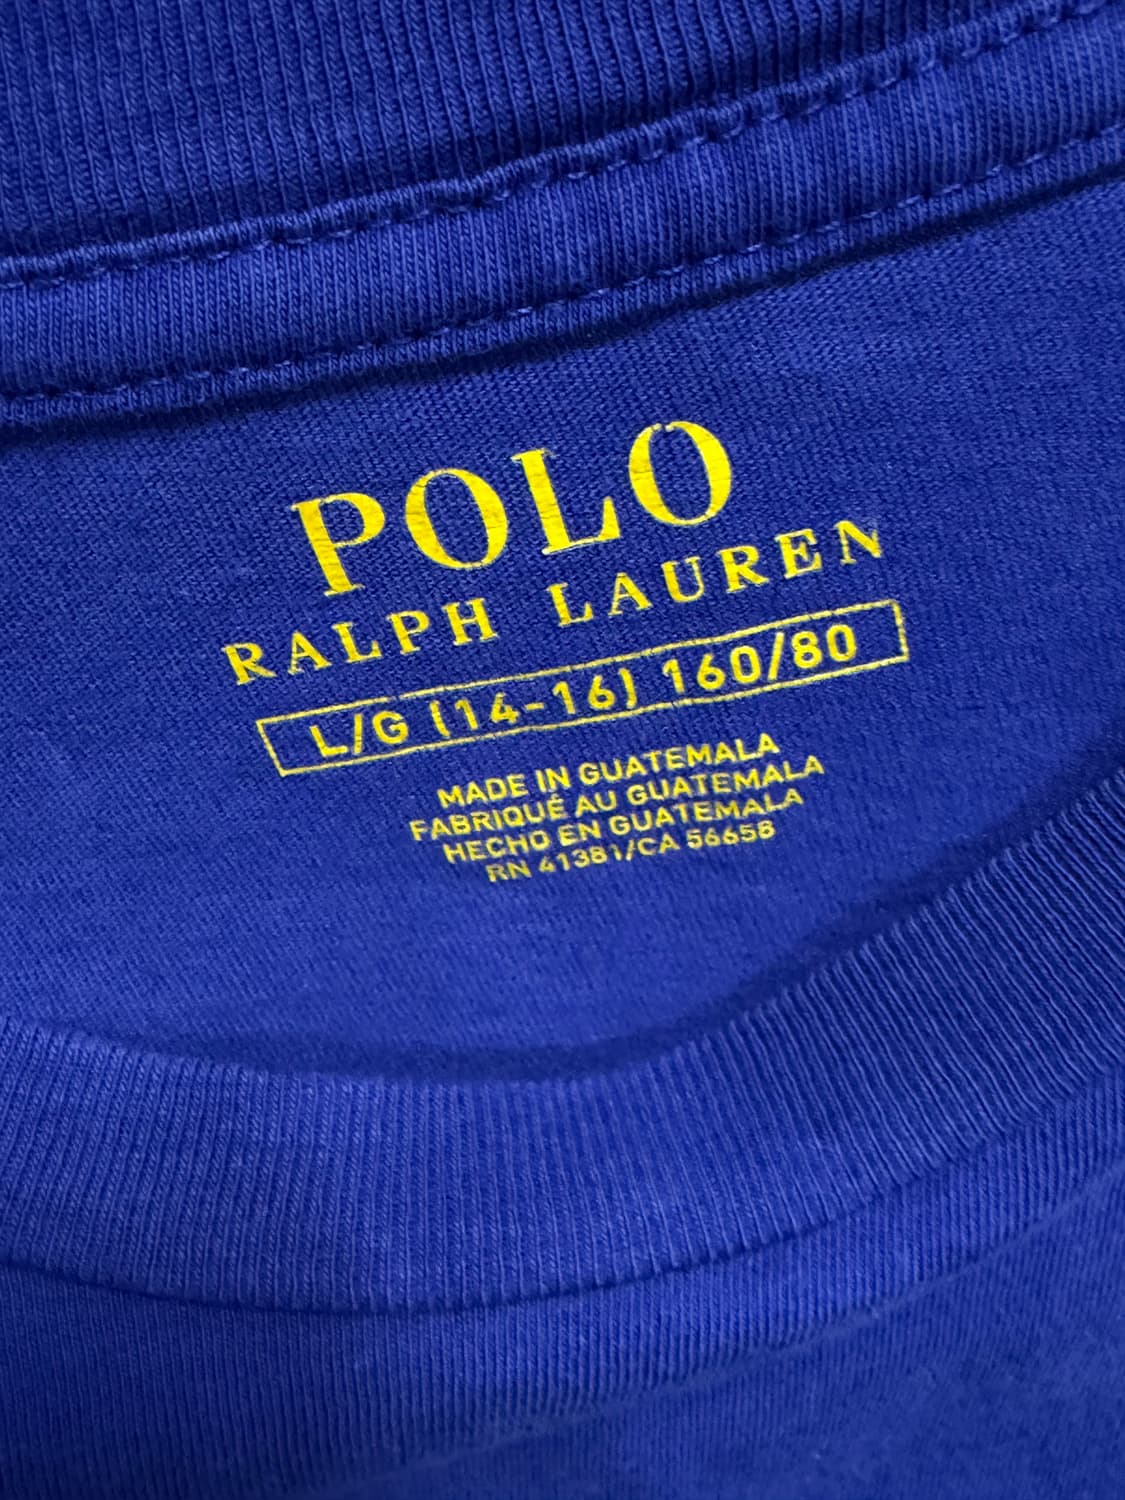 POLO
RALPH LAUREN
L/G (14-16) 160/80
MADE IN GUATEMALA
FABRIQUÉ AU GUATEMALA
HECHO EN GUATEMALA
RN 41381/CA 56658